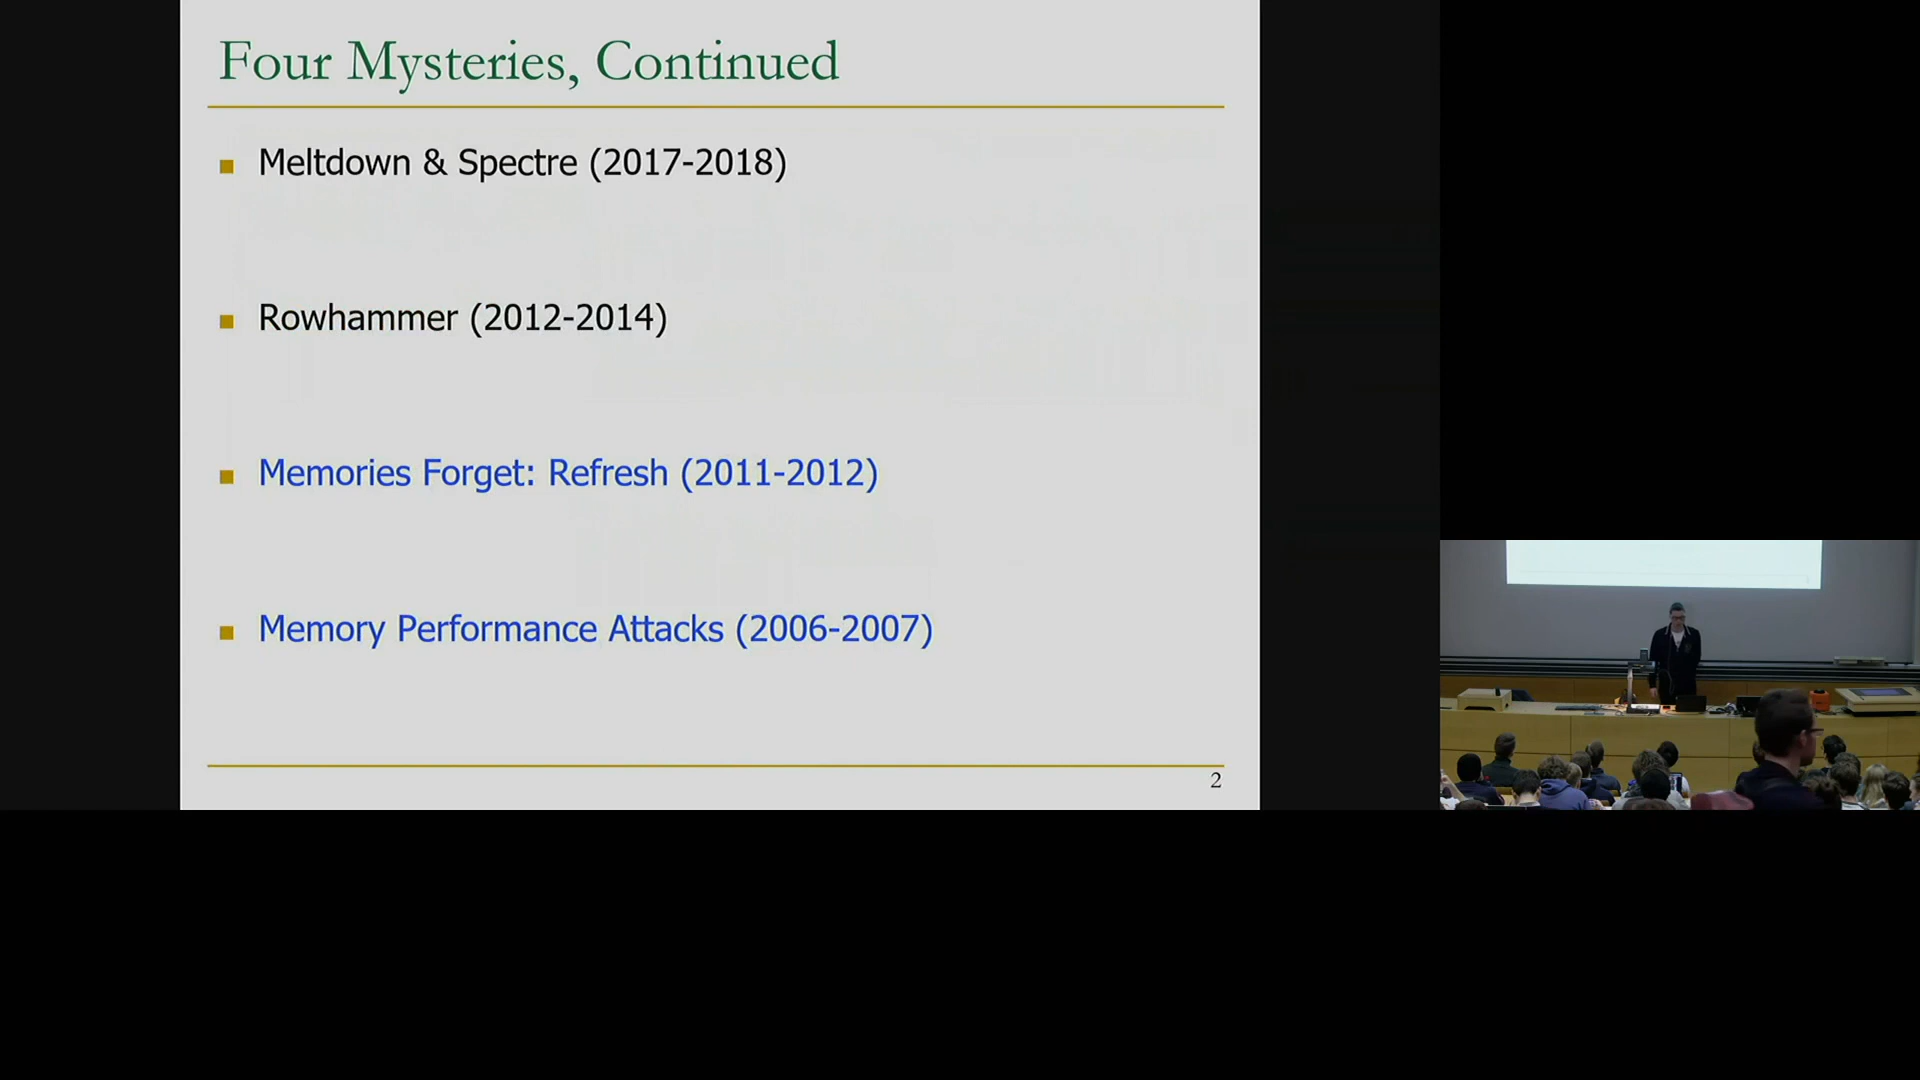 Four Mysteries, Continued
Meltdown & Spectre (2017-2018)
Rowhammer (2012-2014)
Memories Forget: Refresh (2011-2012)
Memory Performance Attacks (2006-2007)
2